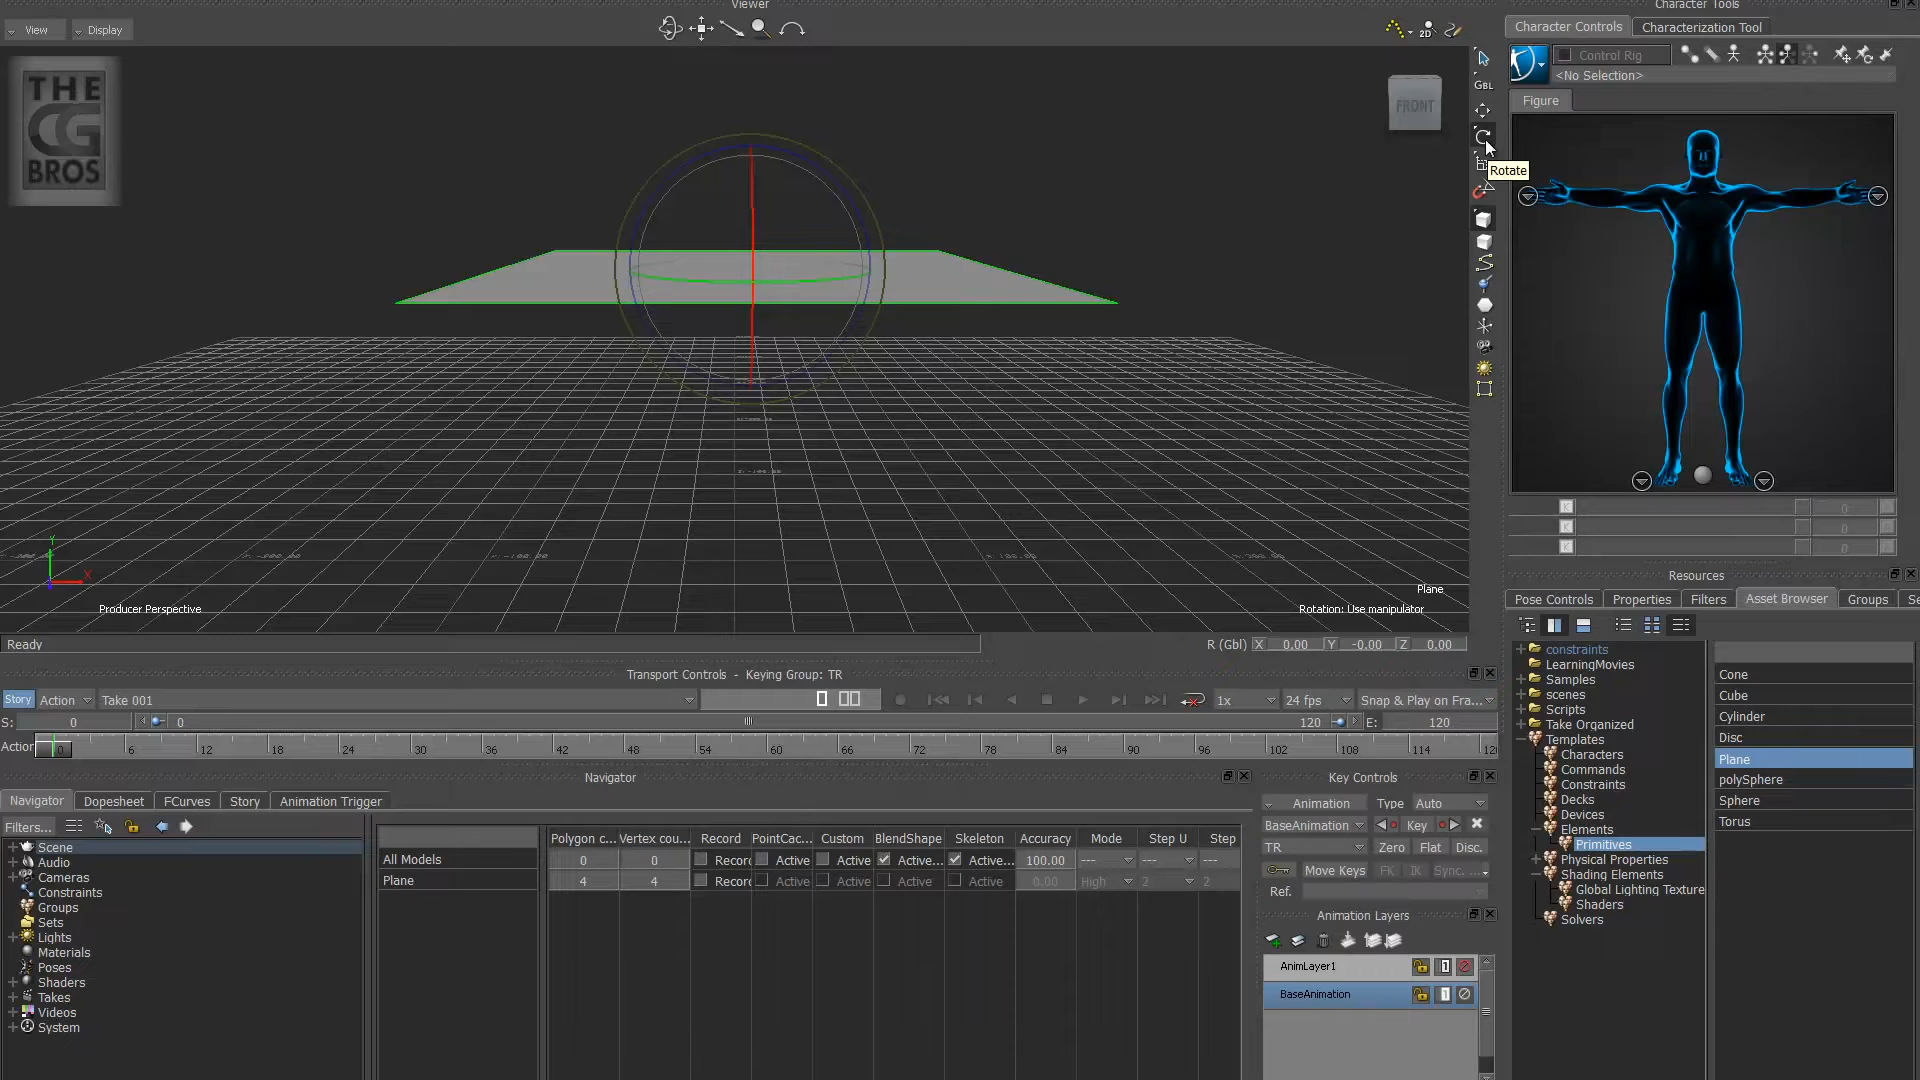 Viewer
Character Tools
View
Display
THE
CG
BROS
2D
GBL
FRONT
Rotate
Character Controls
Characterization Tool
Control Rig
<No Selection>
Figure
K
0
K
0
K
0
Y
X
Producer Perspective
Plane
Rotation: Use manipulator
Ready
R (Gbl) X 0.00 Y -0.00 Z 0.00
Transport Controls - Keying Group: TR
Story Action Take 001
1x 24 fps Snap & Play on Fra...
S: 0 0 120 E: 120
Action 0 6 12 18 24 30 36 42 48 54 60 66 72 78 84 90 96 102 108 114 120
Navigator
Navigator Dopesheet FCurves Story Animation Trigger
Filters...
Scene
Audio
Cameras
Constraints
Groups
Sets
Lights
Materials
Poses
Shaders
Takes
Videos
System
Polygon c... Vertex cou... Record PointCac... Custom BlendShape Skeleton Accuracy Mode Step U Step
All Models 0 0 Recor Active Active Active... Active... 100.00 --- --- ---
Plane 4 4 Recor Active Active Active Active 0.00 High 2 2
Key Controls
Animation Type Auto
BaseAnimation Key
TR Zero Flat Disc.
Move Keys FK IK Sync. ...
Ref.
Animation Layers
AnimLayer1 1
BaseAnimation 1
Resources
Pose Controls Properties Filters Asset Browser Groups Se
constraints
LearningMovies
Samples
scenes
Scripts
Take Organized
Templates
Characters
Commands
Constraints
Decks
Devices
Elements
Primitives
Physical Properties
Shading Elements
Global Lighting Texture
Shaders
Solvers
Cone
Cube
Cylinder
Disc
Plane
polySphere
Sphere
Torus